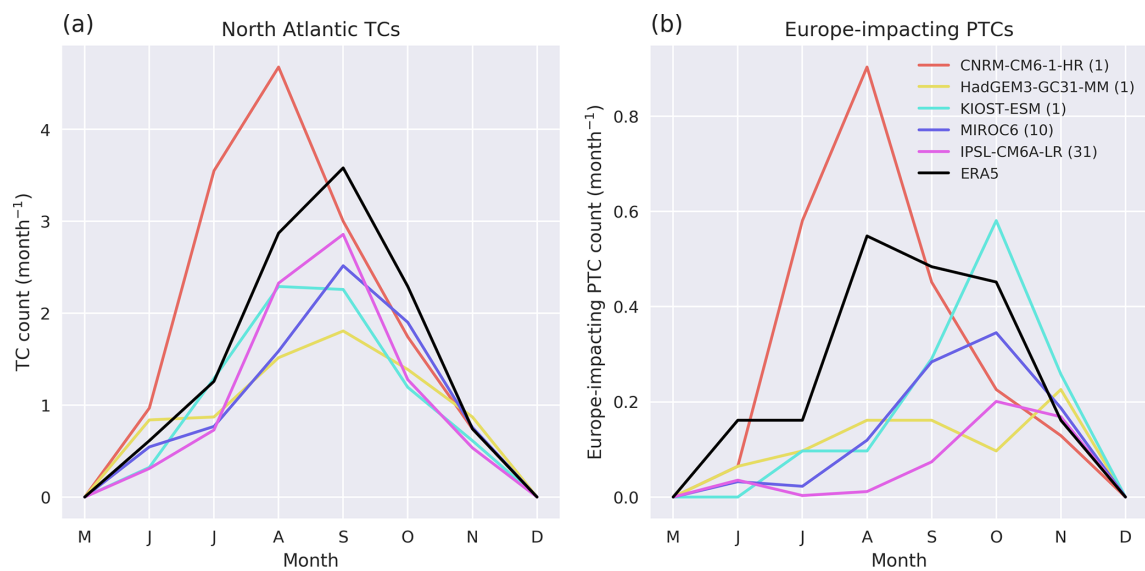 (a)
North Atlantic TCs
TC count (month⁻¹)
4
3
2
1
0
M J J A S O N D
Month
(b)
Europe-impacting PTCs
Europe-impacting PTC count (month⁻¹)
0.8
0.6
0.4
0.2
0.0
CNRM-CM6-1-HR (1)
HadGEM3-GC31-MM (1)
KIOST-ESM (1)
MIROC6 (10)
IPSL-CM6A-LR (31)
ERA5
M J J A S O N D
Month